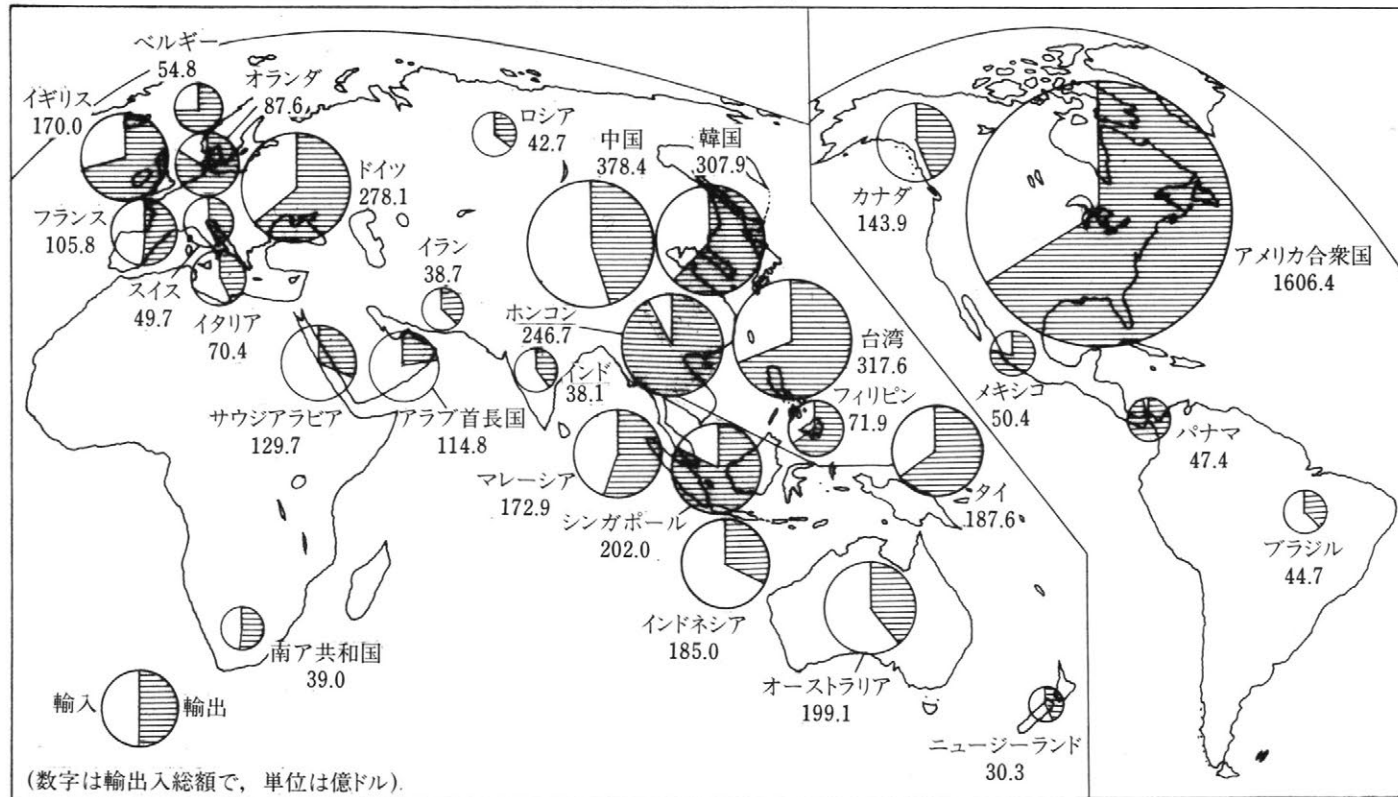 ベルギー
54.8
オランダ
87.6
イギリス
170.0
ロシア
42.7
中国
378.4
韓国
307.9
ドイツ
278.1
カナダ
143.9
アメリカ合衆国
1606.4
フランス
105.8
イラン
38.7
スイス
49.7
イタリア
70.4
ホンコン
246.7
インド
38.1
台湾
317.6
フィリピン
71.9
メキシコ
50.4
パナマ
47.4
サウジアラビア
129.7
アラブ首長国
114.8
マレーシア
172.9
シンガポール
202.0
タイ
187.6
ブラジル
44.7
インドネシア
185.0
オーストラリア
199.1
南ア共和国
39.0
ニュージーランド
30.3
輸入
輸出
(数字は輸出入総額で，単位は億ドル).